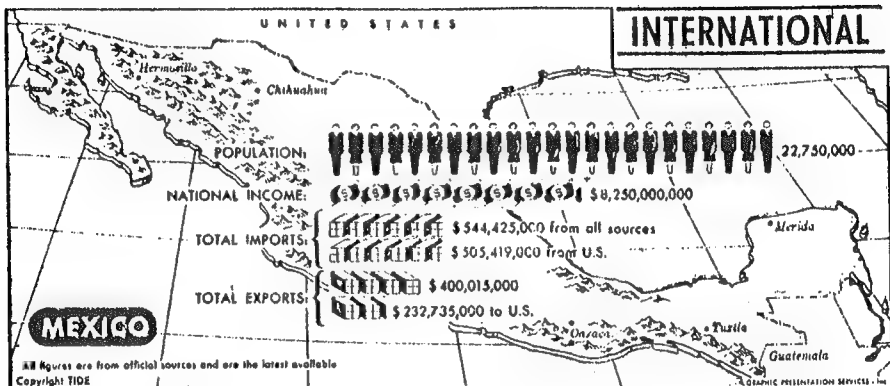 UNITED STATES
INTERNATIONAL
Hermosillo
Chihuahua
POPULATION: 22,750,000
NATIONAL INCOME: $8,250,000,000
TOTAL IMPORTS: $544,425,000 from all sources
$505,419,000 from U.S.
TOTAL EXPORTS: $400,015,000
$232,735,000 to U.S.
Merida
Tuxtla
Guatemala
MEXICO
All figures are from official sources and are the latest available
Copyright TIDE
GRAPHIC PRESENTATION SERVICES